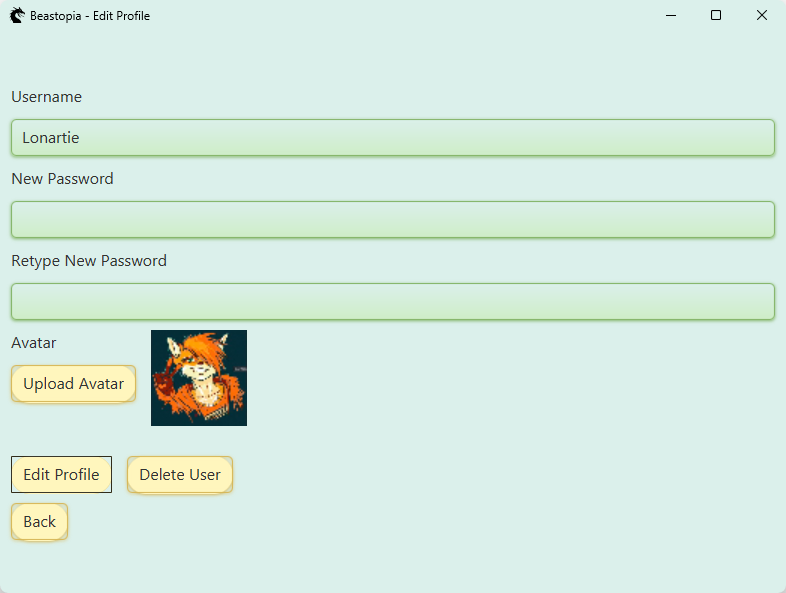 Beastopia - Edit Profile
Username
Lonartie
New Password
Retype New Password
Avatar
Upload Avatar
Edit Profile
Delete User
Back